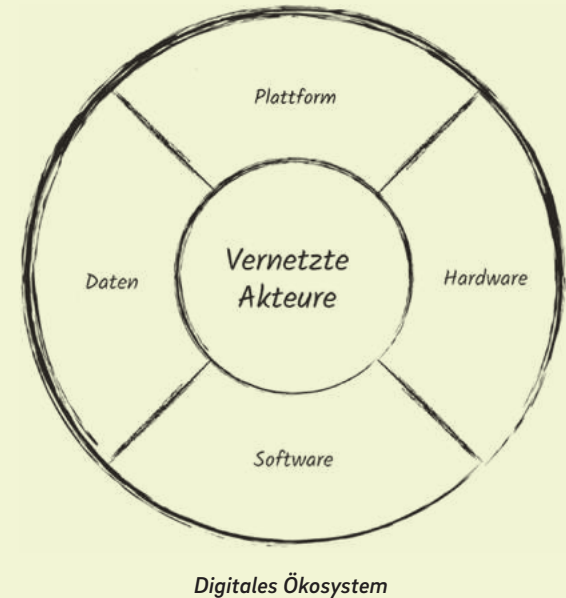 Plattform
Vernetzte
Akteure
Daten
Hardware
Software
Digitales Ökosystem